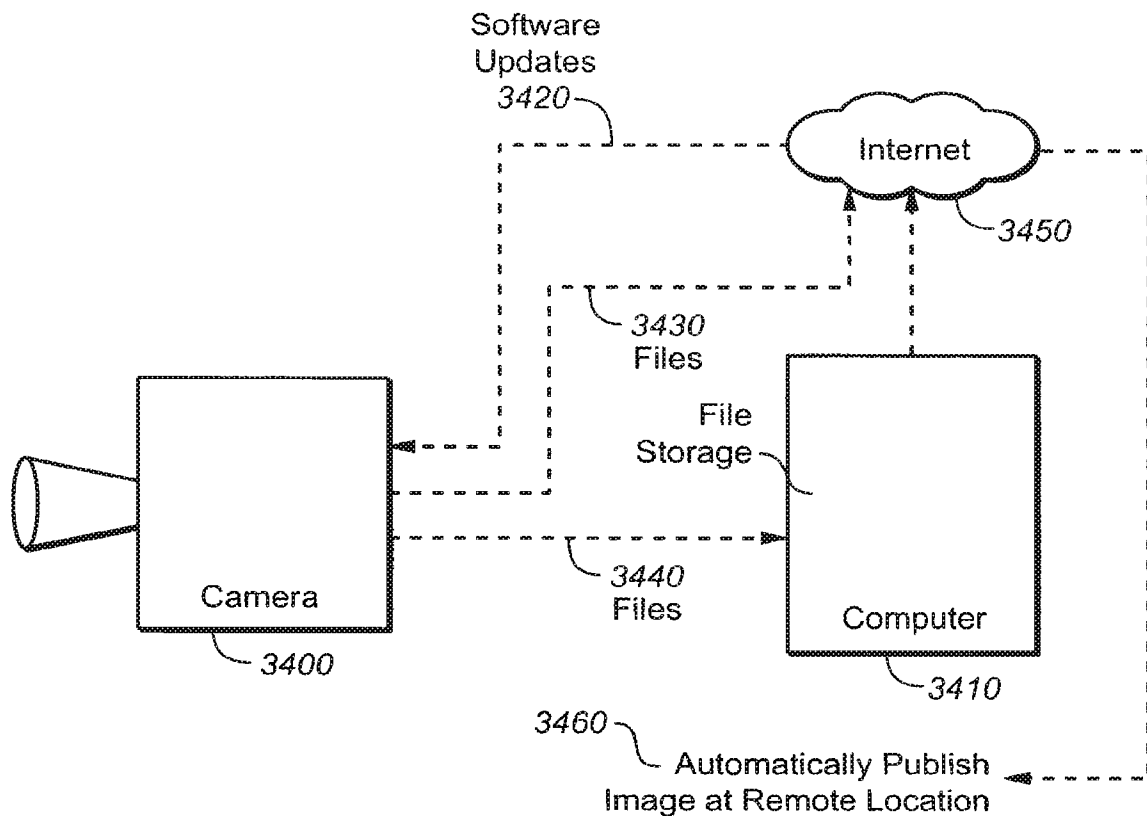 Software
Updates
3420
Internet
3450
3430
Files
File
Storage
3440
Files
Camera
3400
Computer
3410
3460
Automatically Publish
Image at Remote Location